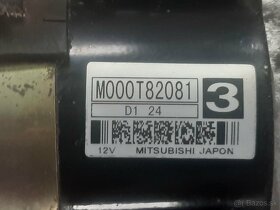 M000T82081
3
D1 24
12V MITSUBISHI JAPON
bazos.sk